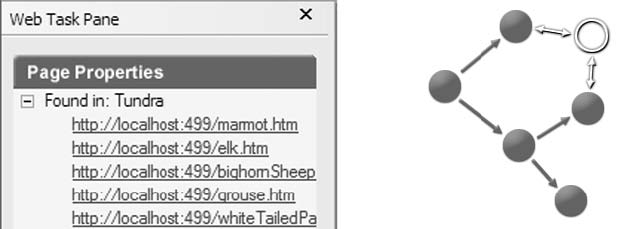 Web Task Pane
Page Properties
Found in: Tundra
http://localhost:499/marmot.htm
http://localhost:499/elk.htm
http://localhost:499/bighornSheep
http://localhost:499/grouse.htm
http://localhost:499/whiteTailedPa